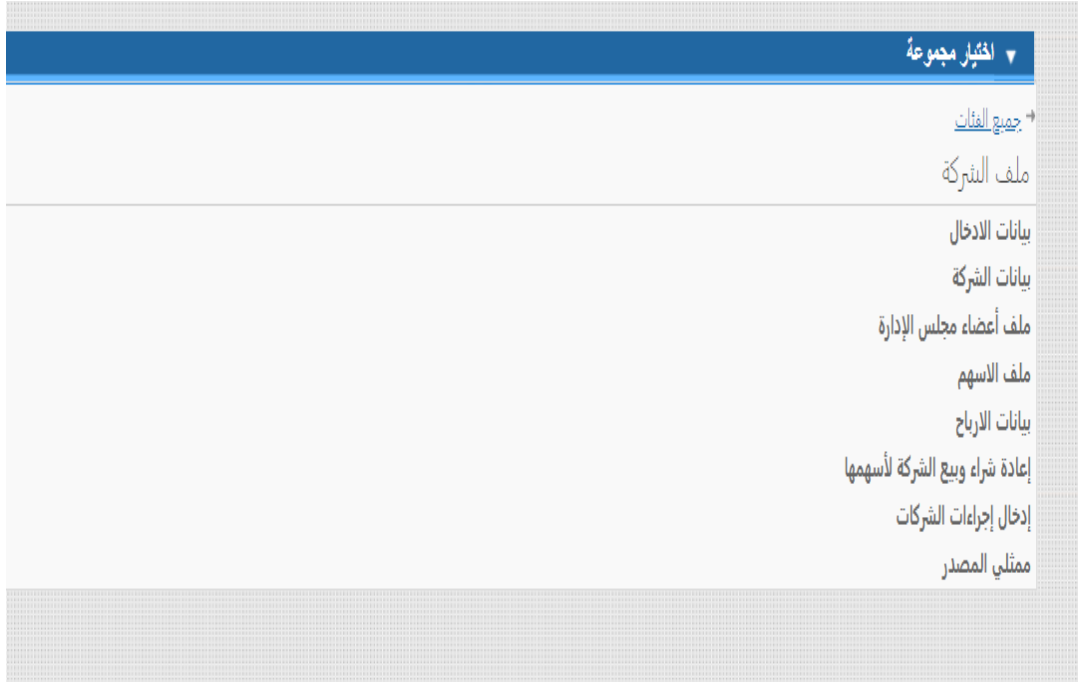 اختيار مجموعة
جميع الفئات
ملف الشركة
بيانات الادخال
بيانات الشركة
ملف أعضاء مجلس الإدارة
ملف الاسهم
بيانات الارباح
إعادة شراء وبيع الشركة لأسهمها
إدخال إجراءات الشركات
ممثلي المصدر